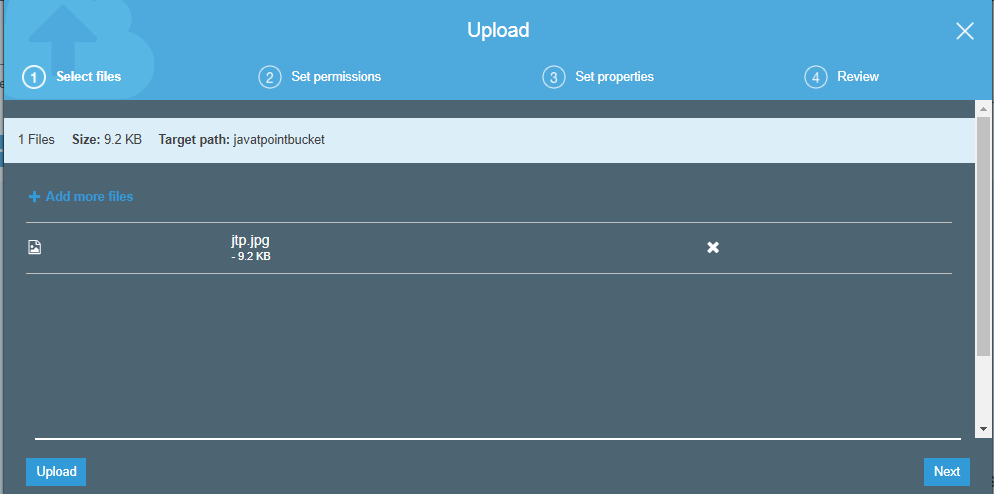 Upload
1 Select files 2 Set permissions 3 Set properties 4 Review
1 Files Size: 9.2 KB Target path: javatpointbucket
Add more files
jtp.jpg
- 9.2 KB
Upload Next